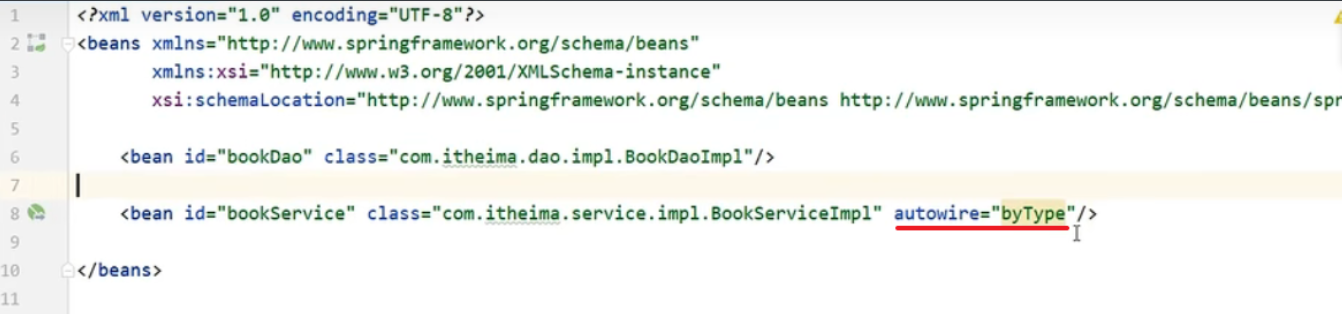 1 <?xml version="1.0" encoding="UTF-8"?>
2 <beans xmlns="http://www.springframework.org/schema/beans"
3 xmlns:xsi="http://www.w3.org/2001/XMLSchema-instance"
4 xsi:schemaLocation="http://www.springframework.org/schema/beans http://www.springframework.org/schema/beans/spr
5
6 <bean id="bookDao" class="com.itheima.dao.impl.BookDaoImpl"/>
7
8 <bean id="bookService" class="com.itheima.service.impl.BookServiceImpl" autowire="byType"/>
9
10 </beans>
11